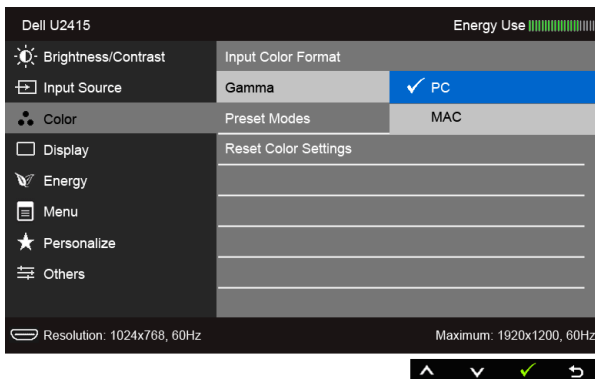 Dell U2415 Energy Use
Brightness/Contrast Input Color Format
Input Source Gamma PC
Color Preset Modes MAC
Display Reset Color Settings
Energy
Menu
Personalize
Others
Resolution: 1024x768, 60Hz Maximum: 1920x1200, 60Hz